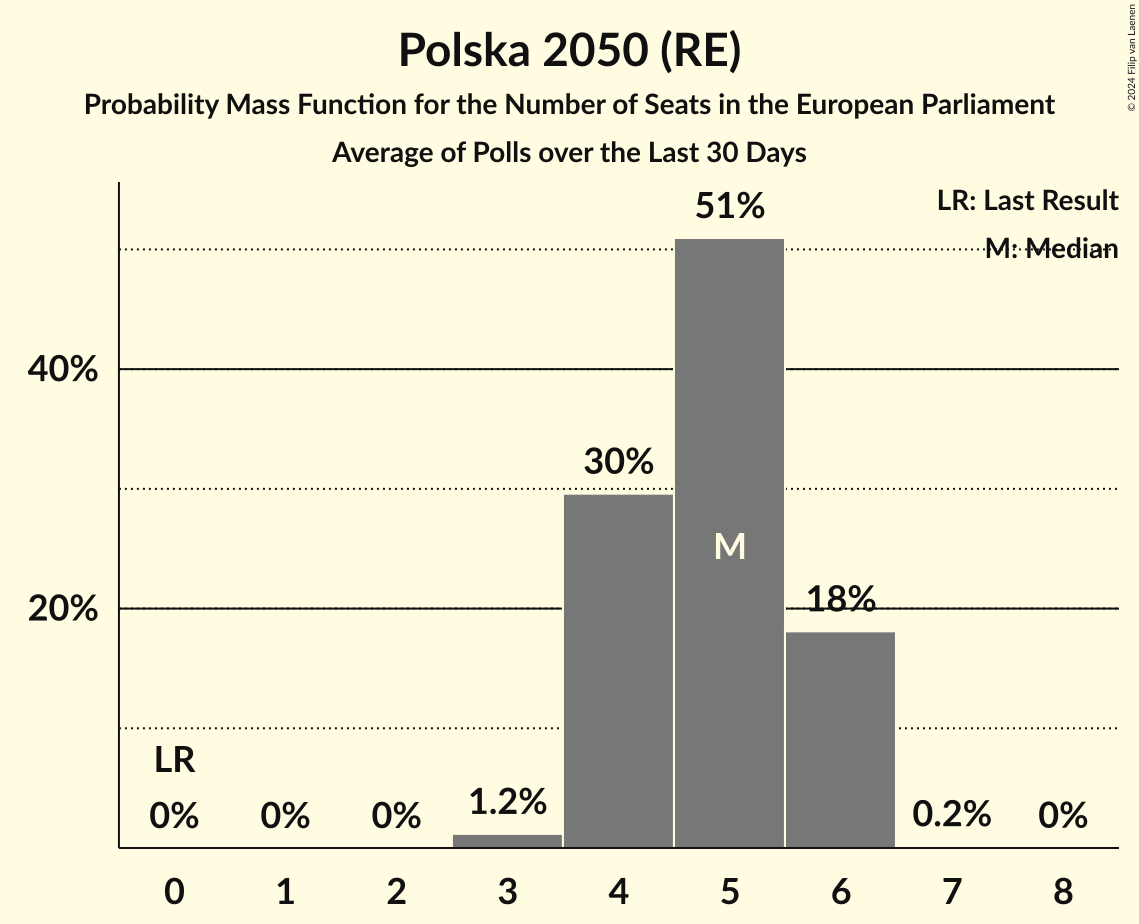 Polska 2050 (RE)
Probability Mass Function for the Number of Seats in the European Parliament
Average of Polls over the Last 30 Days
© 2024 Filip van Laenen
LR: Last Result
M: Median
51%
40%
30%
M
20%
18%
LR
0%
0%
0%
1.2%
0.2%
0%
0 1 2 3 4 5 6 7 8